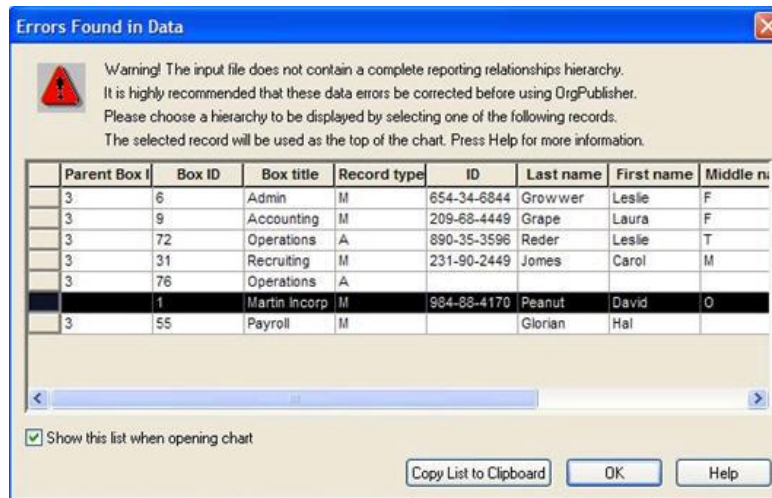 Errors Found in Data
Warning! The input file does not contain a complete reporting relationships hierarchy.
It is highly recommended that these data errors be corrected before using OrgPublisher.
Please choose a hierarchy to be displayed by selecting one of the following records.
The selected record will be used as the top of the chart. Press Help for more information.
Parent Box I Box ID Box title Record type ID Last name First name Middle na
3 6 Admin M 654-34-6844 Growwer Leslie F
3 9 Accounting M 209-68-4449 Grape Laura F
3 72 Operations A 890-35-3596 Reder Leslie T
3 31 Recruiting M 231-90-2449 Jomes Carol M
3 76 Operations A
1 Martin Incorp M 984-88-4170 Peanut David O
3 55 Payroll M Glorian Hal
Show this list when opening chart
Copy List to Clipboard OK Help